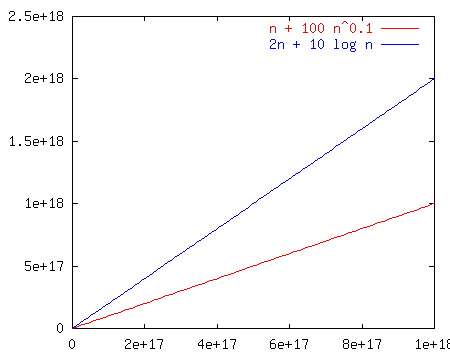 2.5e+18
n + 100 n^0.1
2n + 10 log n
2e+18
1.5e+18
1e+18
5e+17
0
0 2e+17 4e+17 6e+17 8e+17 1e+18